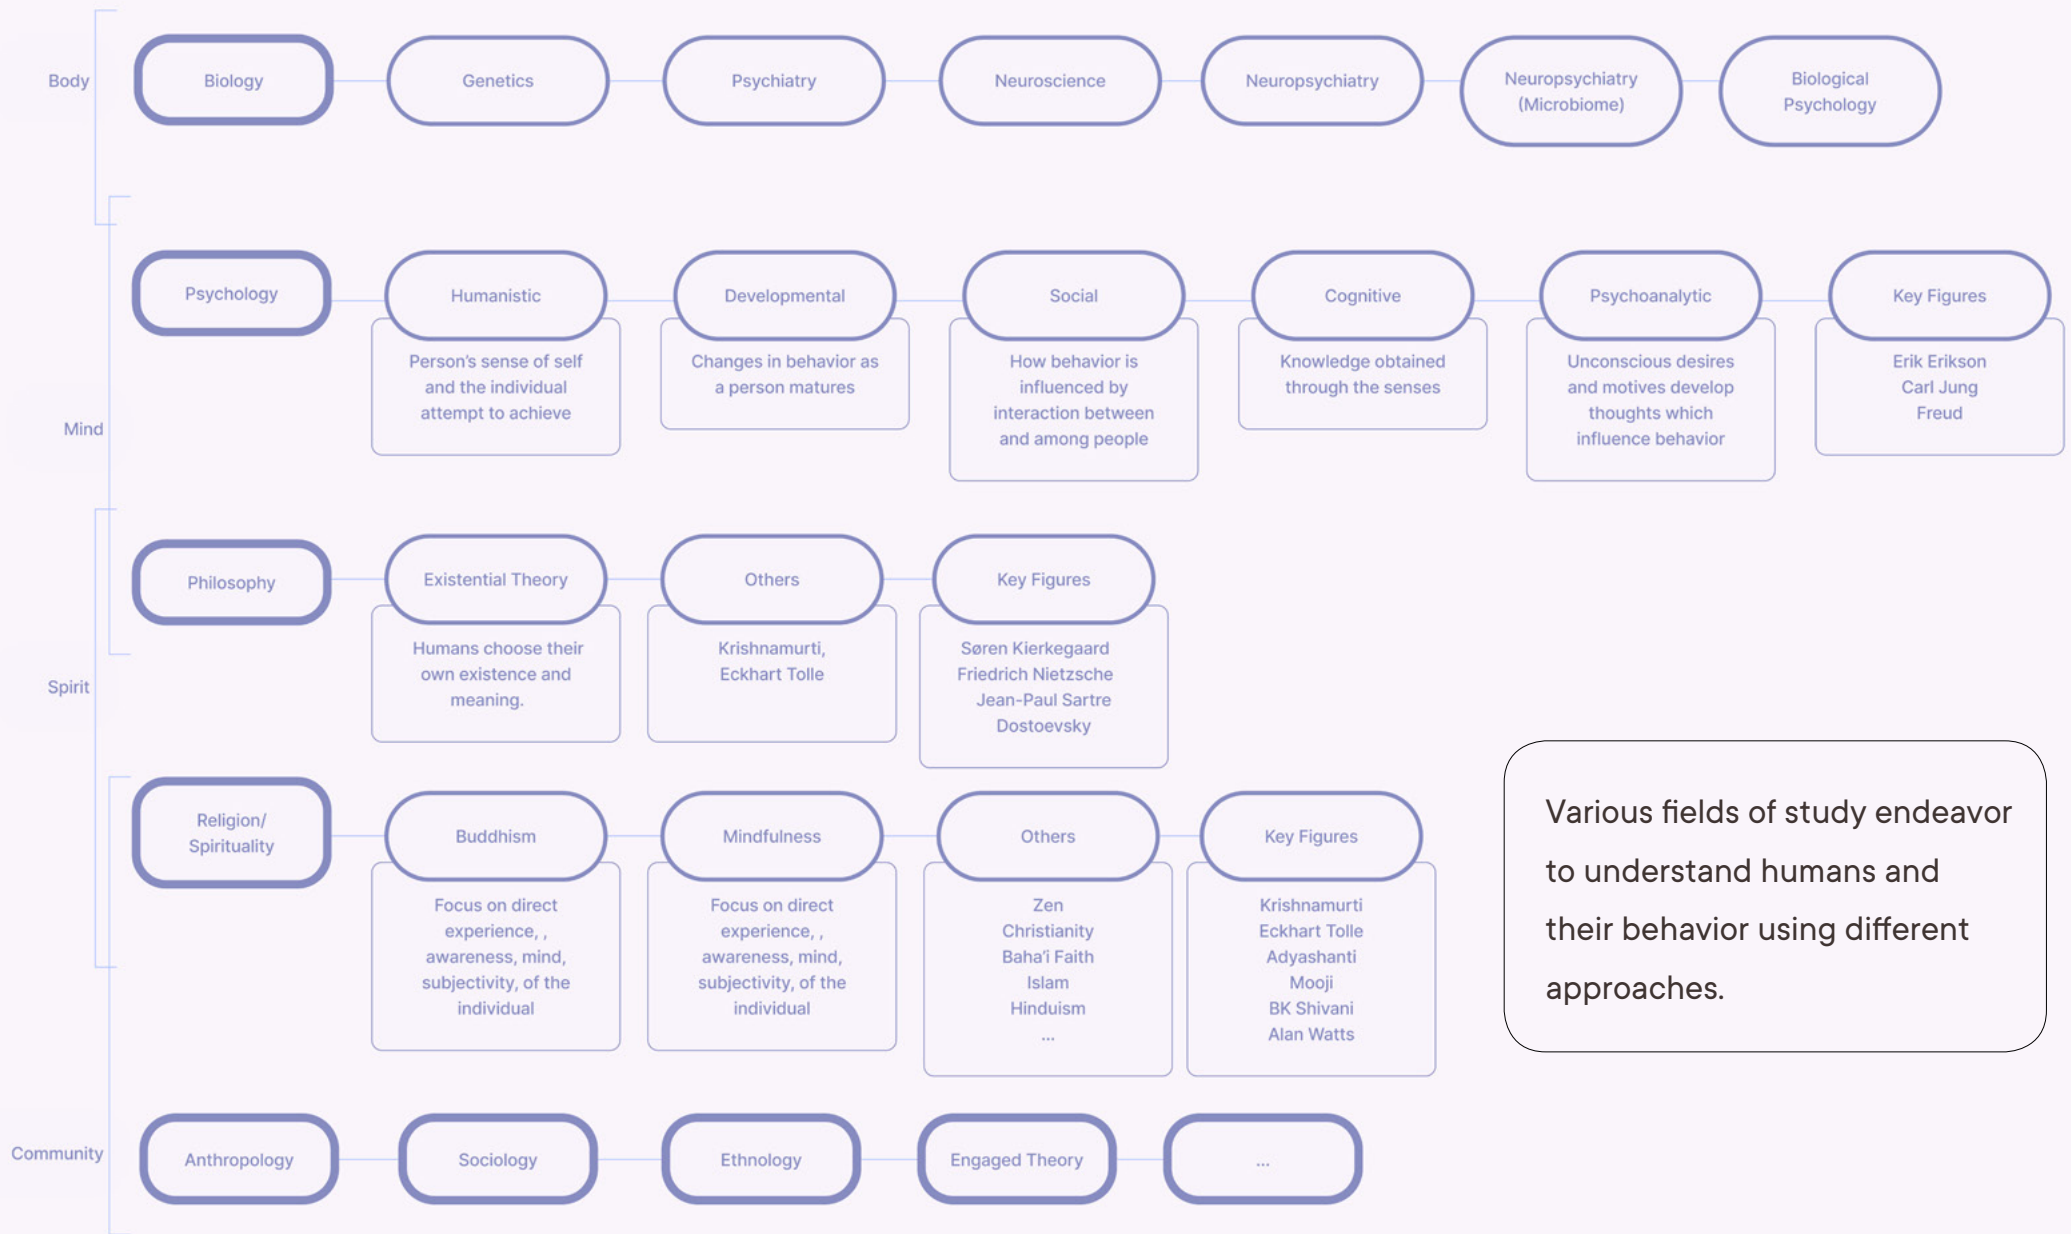 Body
Biology
Genetics
Psychiatry
Neuroscience
Neuropsychiatry
Neuropsychiatry
(Microbiome)
Biological
Psychology
Mind
Psychology
Humanistic
Person’s sense of self
and the individual
attempt to achieve
Developmental
Changes in behavior as
a person matures
Social
How behavior is
influenced by
interaction between
and among people
Cognitive
Knowledge obtained
through the senses
Psychoanalytic
Unconscious desires
and motives develop
thoughts which
influence behavior
Key Figures
Erik Erikson
Carl Jung
Freud
Philosophy
Existential Theory
Humans choose their
own existence and
meaning.
Others
Krishnamurti,
Eckhart Tolle
Key Figures
Søren Kierkegaard
Friedrich Nietzsche
Jean-Paul Sartre
Dostoevsky
Spirit
Religion/
Spirituality
Buddhism
Focus on direct
experience, ,
awareness, mind,
subjectivity, of the
individual
Mindfulness
Focus on direct
experience, ,
awareness, mind,
subjectivity, of the
individual
Others
Zen
Christianity
Baha’i Faith
Islam
Hinduism
...
Key Figures
Krishnamurti
Eckhart Tolle
Adyashanti
Mooji
BK Shivani
Alan Watts
Various fields of study endeavor
to understand humans and
their behavior using different
approaches.
Community
Anthropology
Sociology
Ethnology
Engaged Theory
...